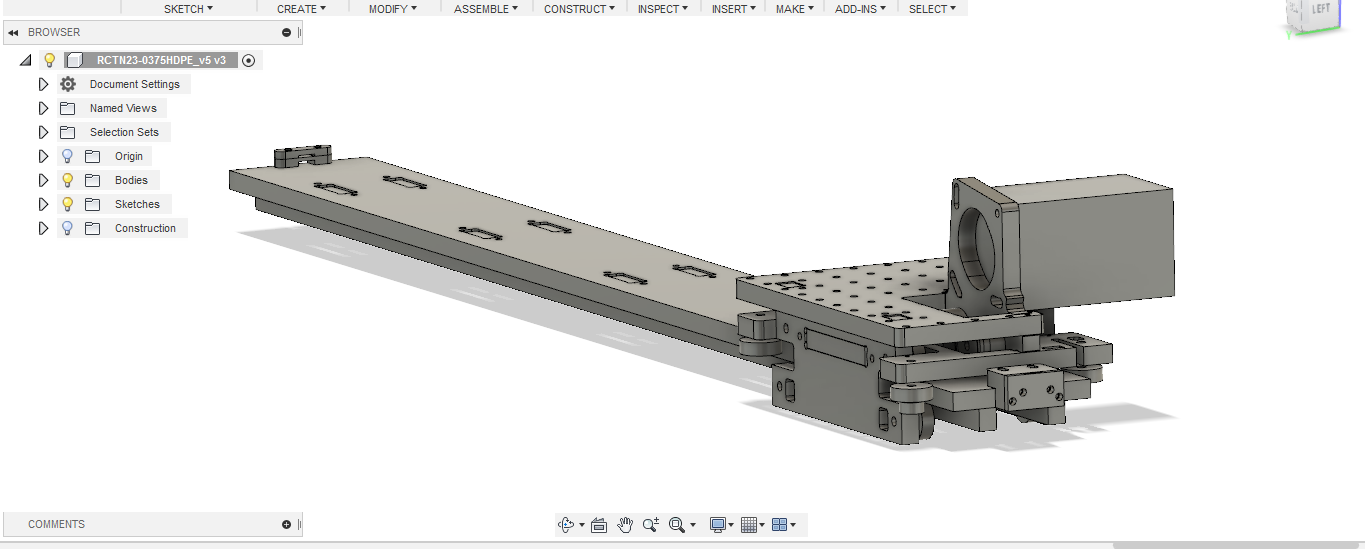 SKETCH CREATE MODIFY ASSEMBLE CONSTRUCT INSPECT INSERT MAKE ADD-INS SELECT
LEFT
BROWSER
RCTN23-0375HDPE_v5 v3
Document Settings
Named Views
Selection Sets
Origin
Bodies
Sketches
Construction
Y
COMMENTS